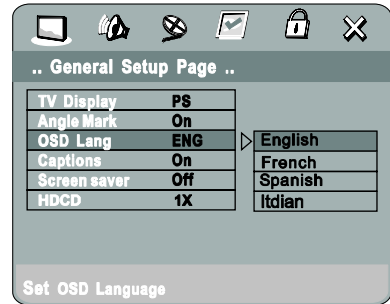 .. General Setup Page ..
TV Display PS
Angle Mark On
OSD Lang ENG
Captions On
Screen saver Off
HDCD 1X
English
French
Spanish
Itdian
Set OSD Language